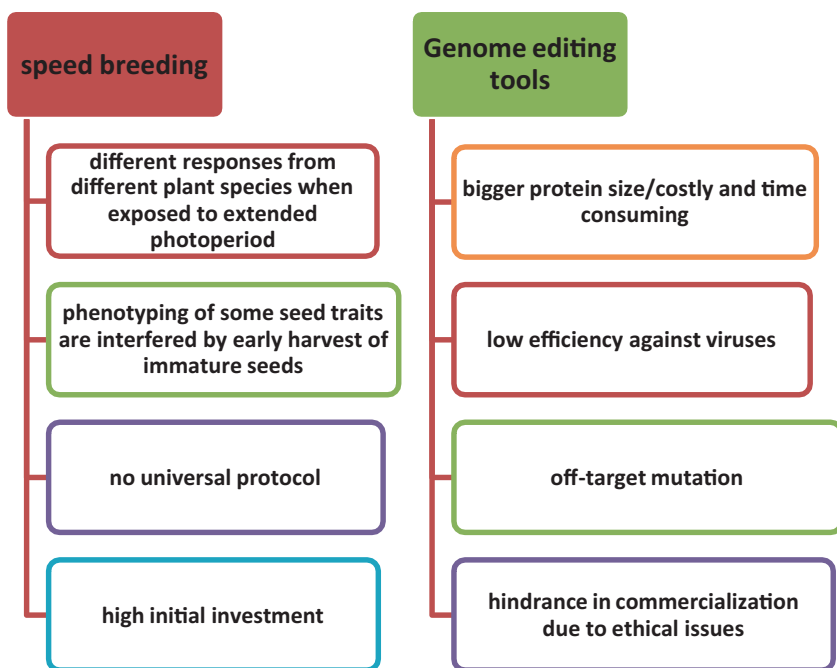 speed breeding
different responses from
different plant species when
exposed to extended
photoperiod
phenotyping of some seed traits
are interfered by early harvest of
immature seeds
no universal protocol
high initial investment
Genome editing
tools
bigger protein size/costly and time
consuming
low efficiency against viruses
off-target mutation
hindrance in commercialization
due to ethical issues